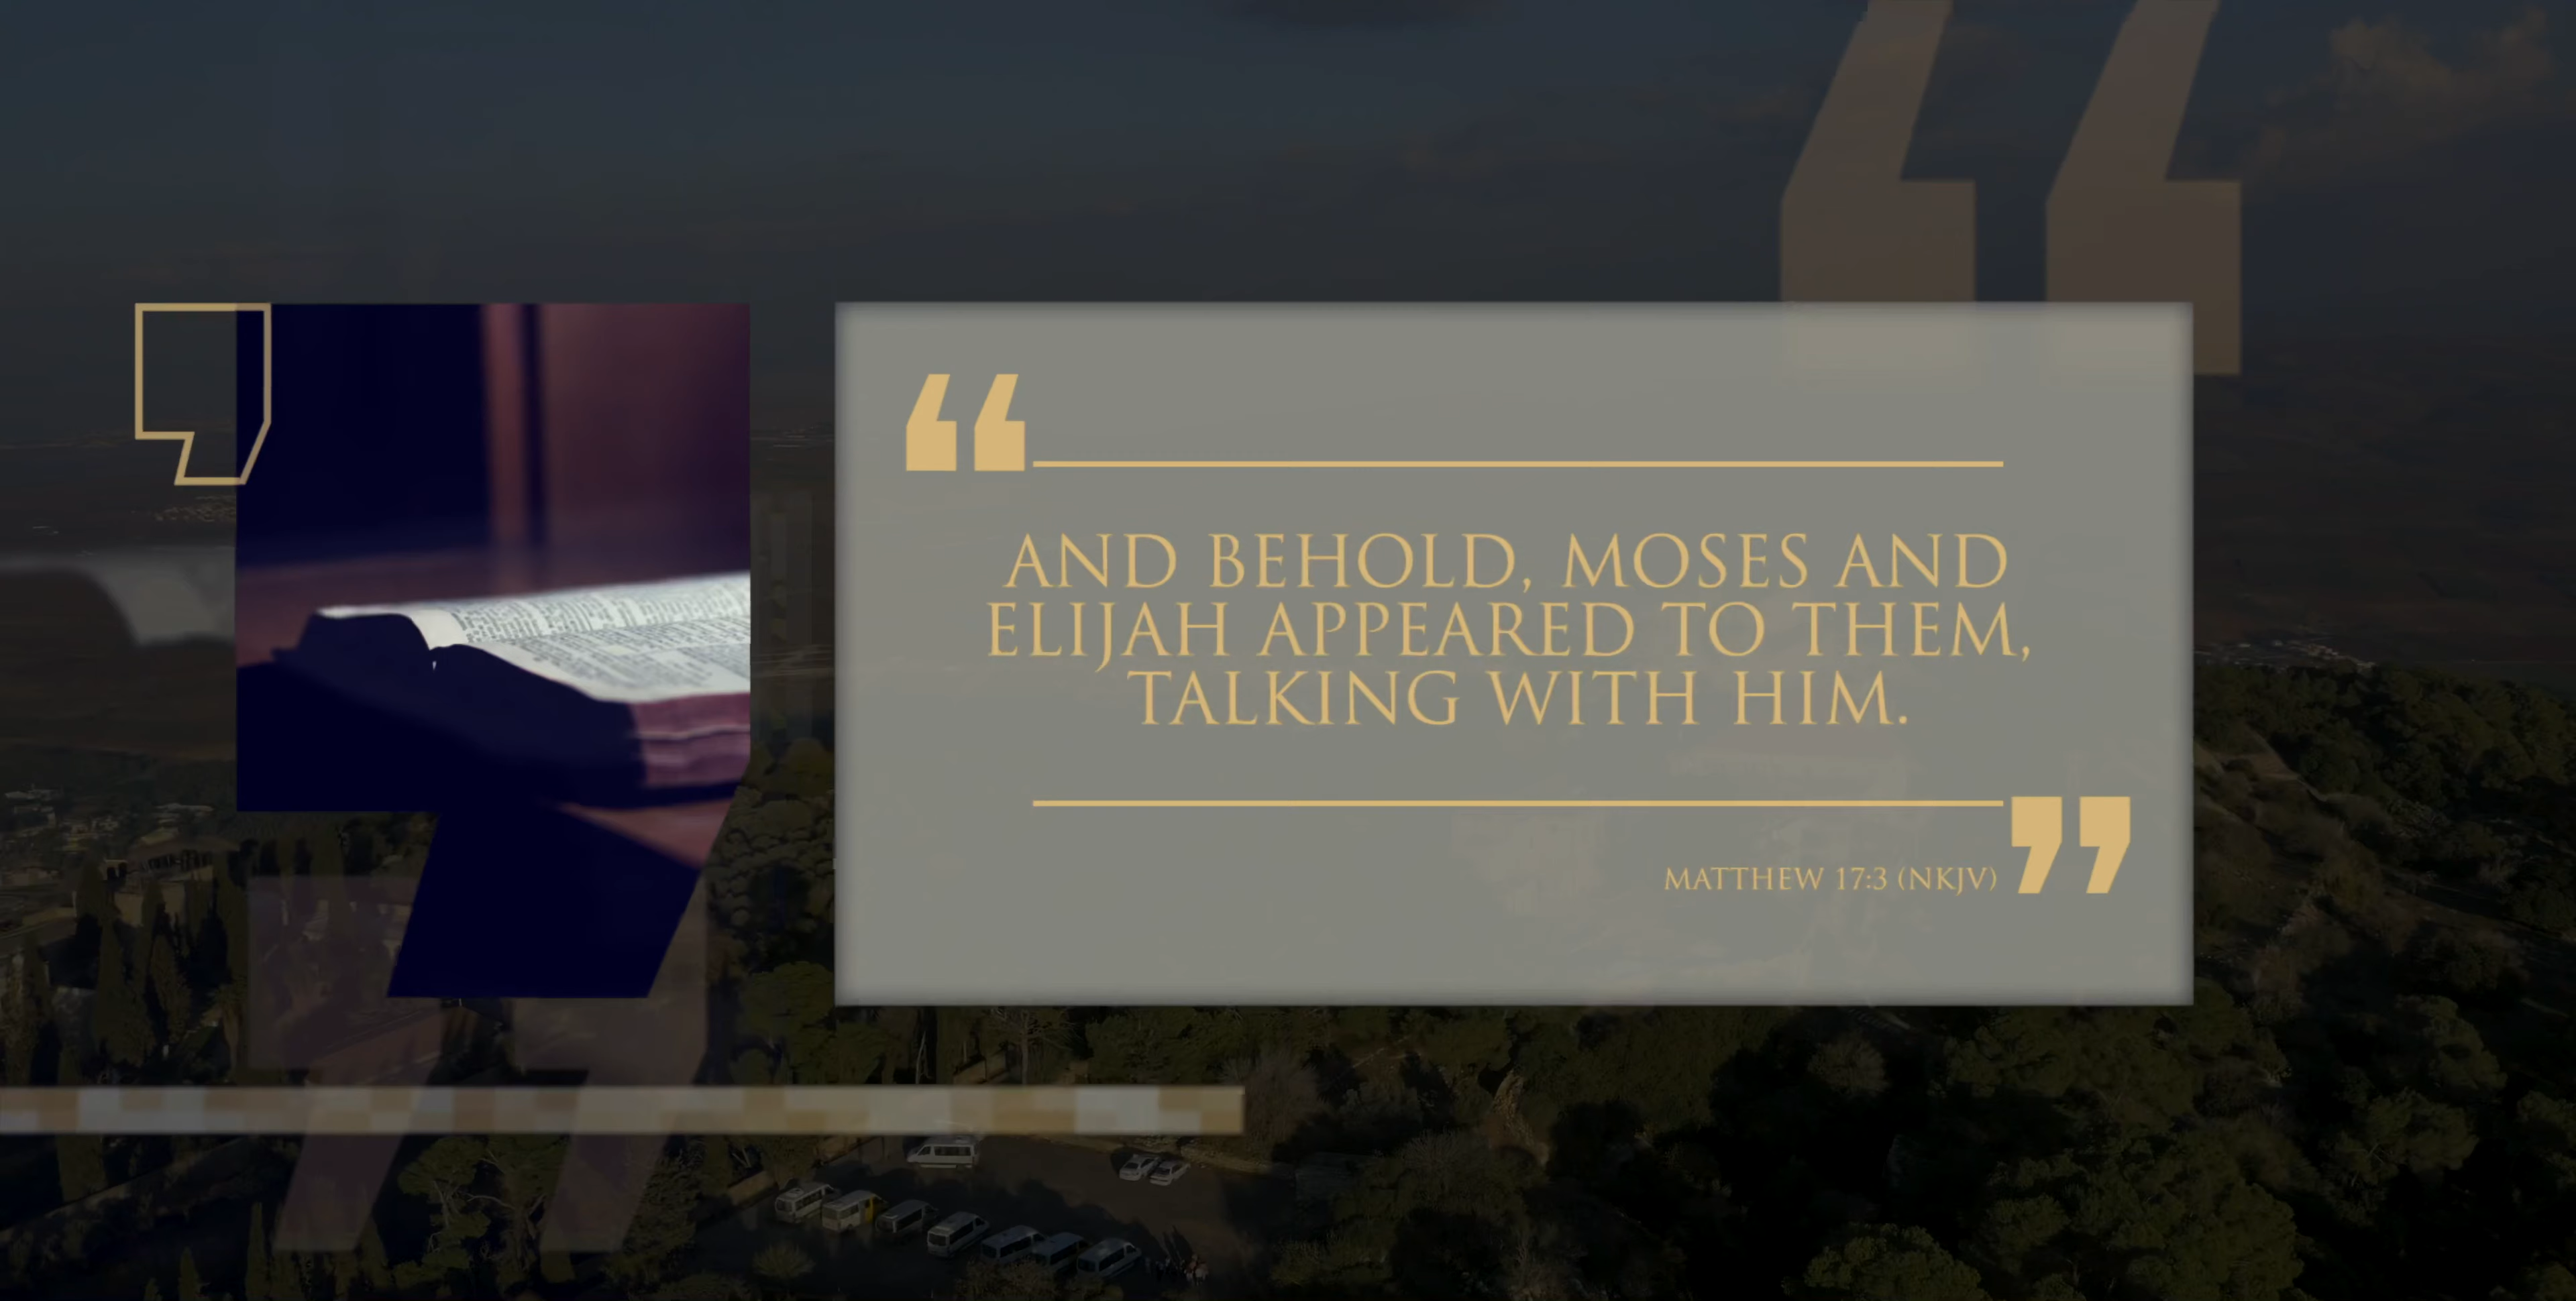 “
AND BEHOLD, MOSES AND
ELIJAH APPEARED TO THEM,
TALKING WITH HIM.
MATTHEW 17:3 (NKJV) ”